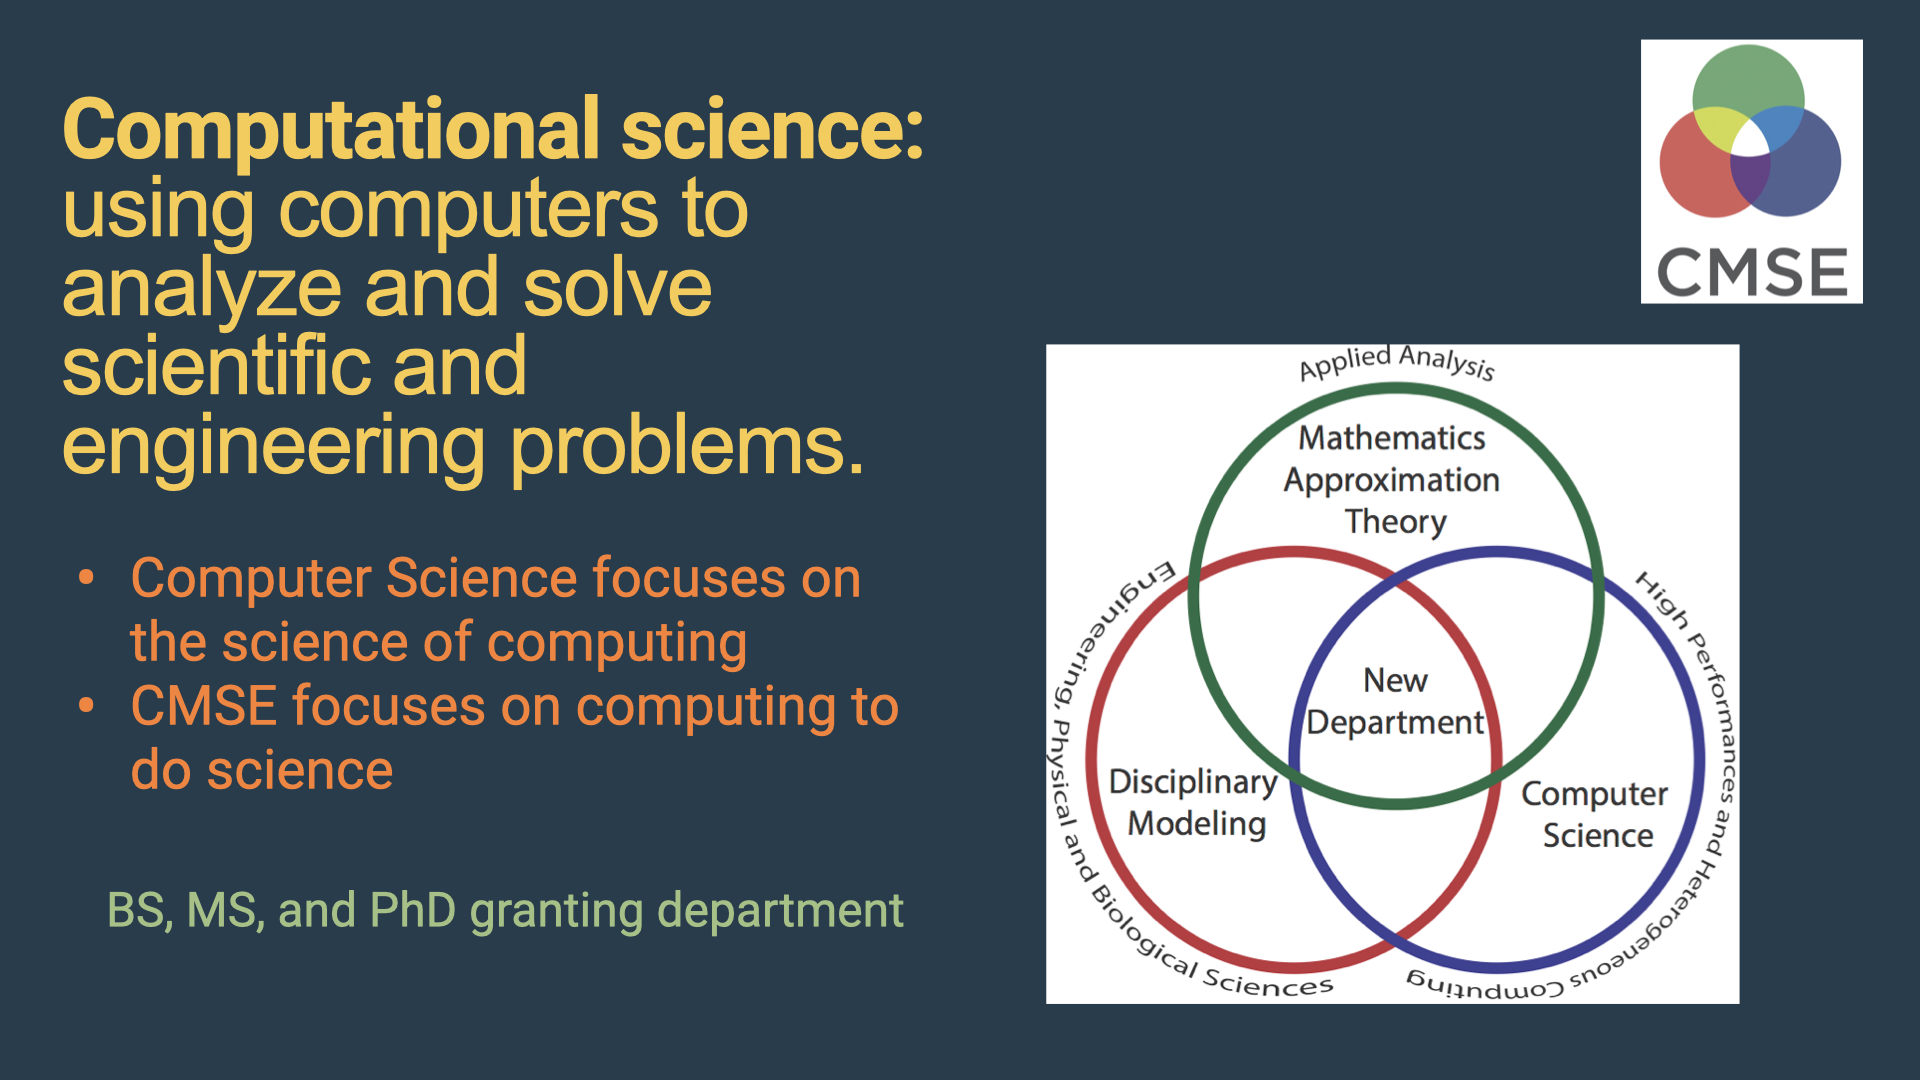 Computational science:
using computers to
analyze and solve
scientific and
engineering problems.
• Computer Science focuses on
the science of computing
• CMSE focuses on computing to
do science
BS, MS, and PhD granting department
CMSE
Applied Analysis
Mathematics
Approximation
Theory
Engineering, Physical and Biological Sciences
High Performances and Heterogeneous Computing
New
Department
Disciplinary
Modeling
Computer
Science